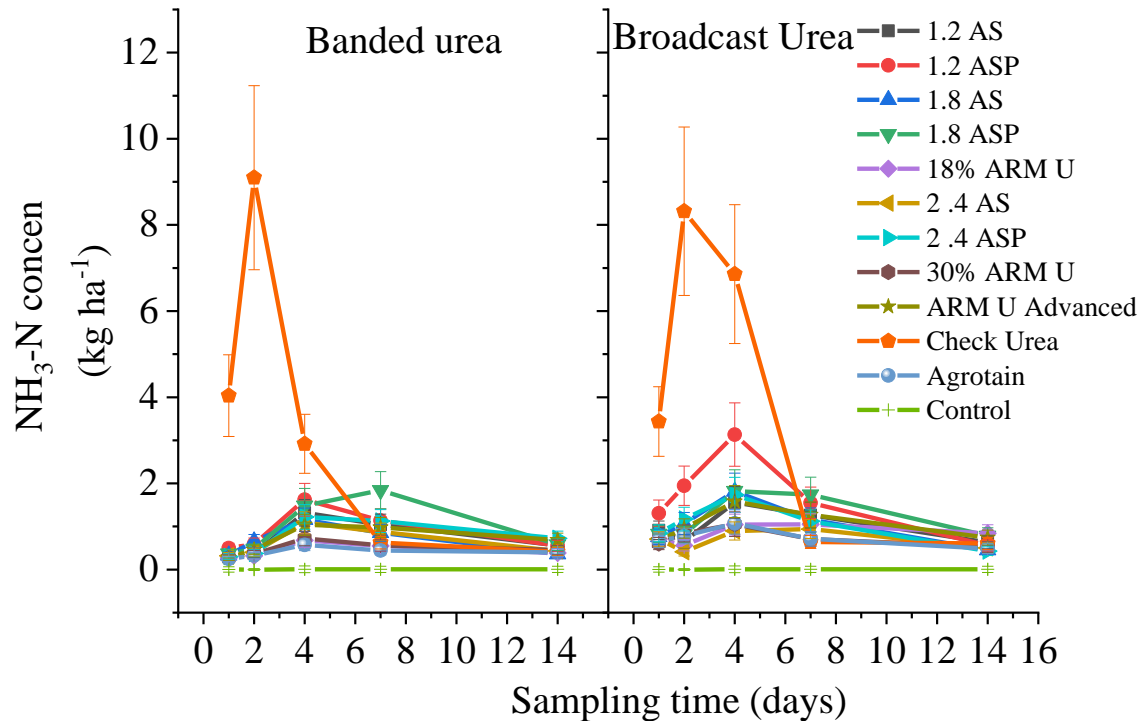 Banded urea
Broadcast Urea
1.2 AS
1.2 ASP
1.8 AS
1.8 ASP
18% ARM U
2 .4 AS
2 .4 ASP
30% ARM U
ARM U Advanced
Check Urea
Agrotain
Control
12
10
8
6
4
2
0
NH₃-N concen
(kg ha⁻¹)
0 2 4 6 8 10 12 14
0 2 4 6 8 10 12 14 16
Sampling time (days)